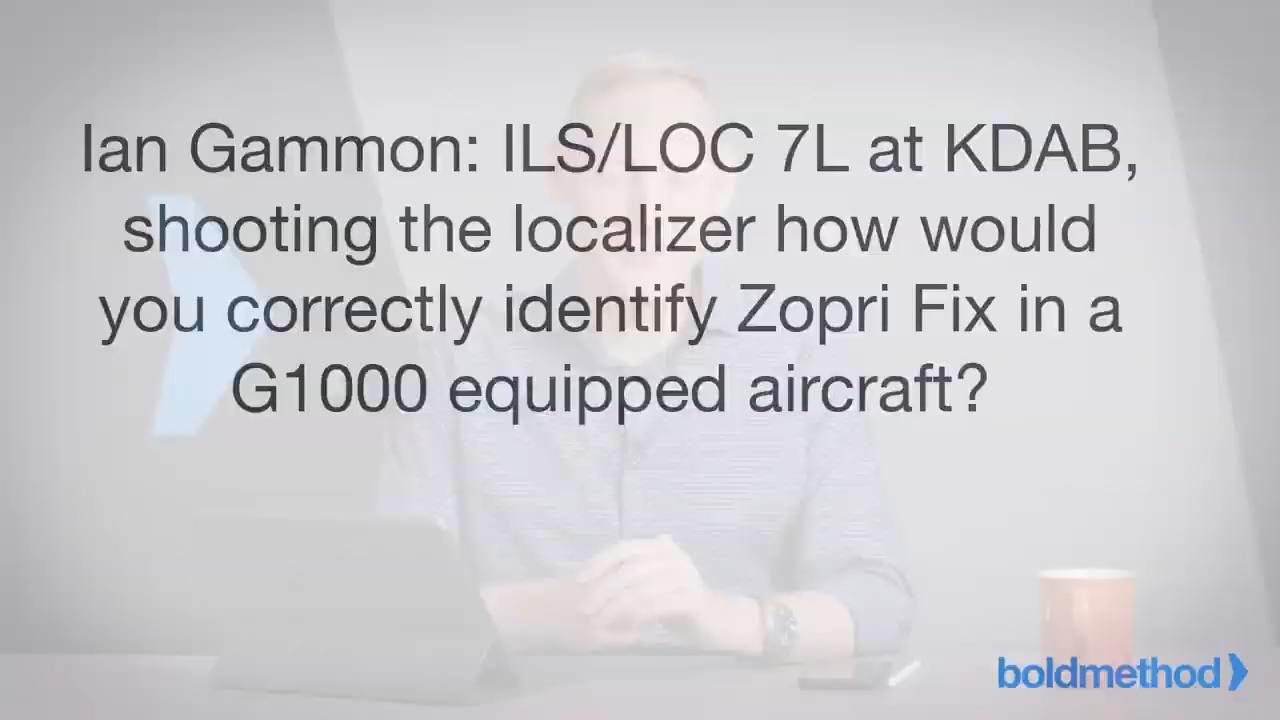 Ian Gammon: ILS/LOC 7L at KDAB,
shooting the localizer how would
you correctly identify Zopri Fix in a
G1000 equipped aircraft?
boldmethod